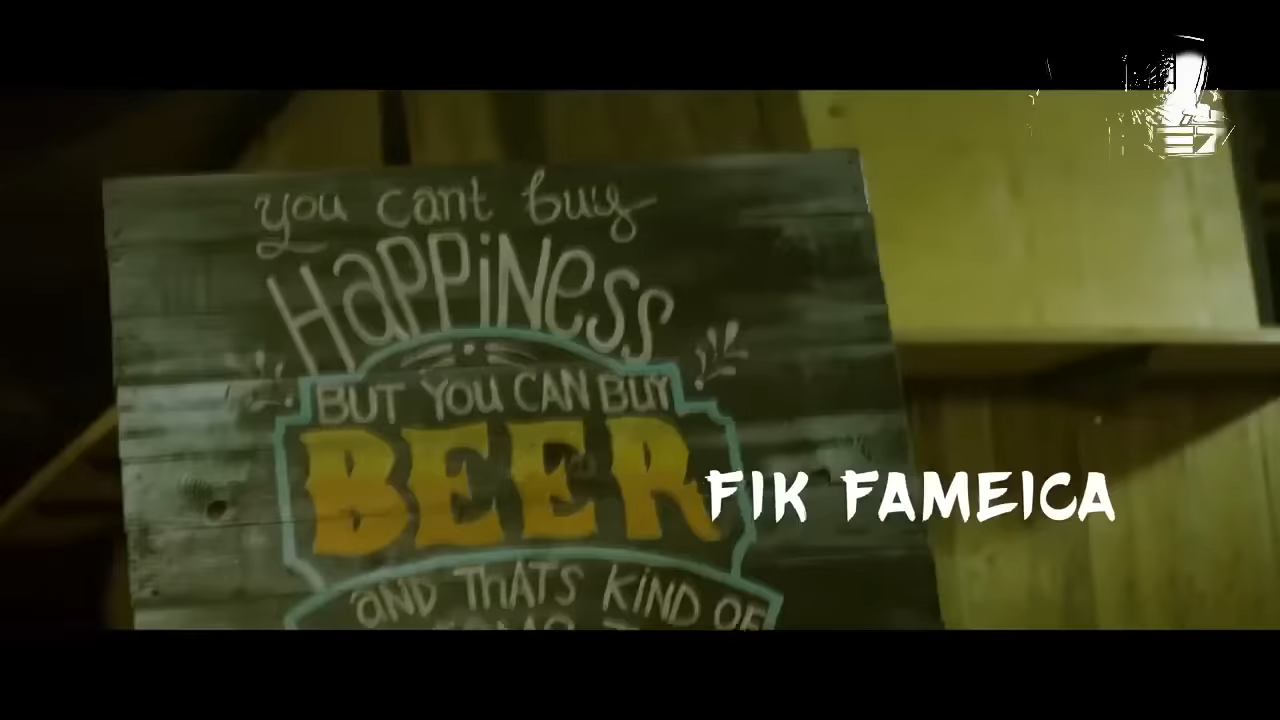 you cant buy
HAPPiNESS
BUT YOU CAN BUY
BEER
FIK FAMEICA
AND THATS KiND OF